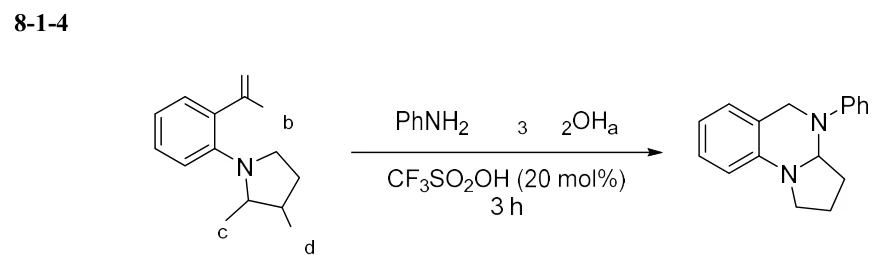 8-1-4
b
N
c
d
PhNH₂ 3 ₂OHₐ
CF₃SO₂OH (20 mol%)
3 h
Ph
N
N